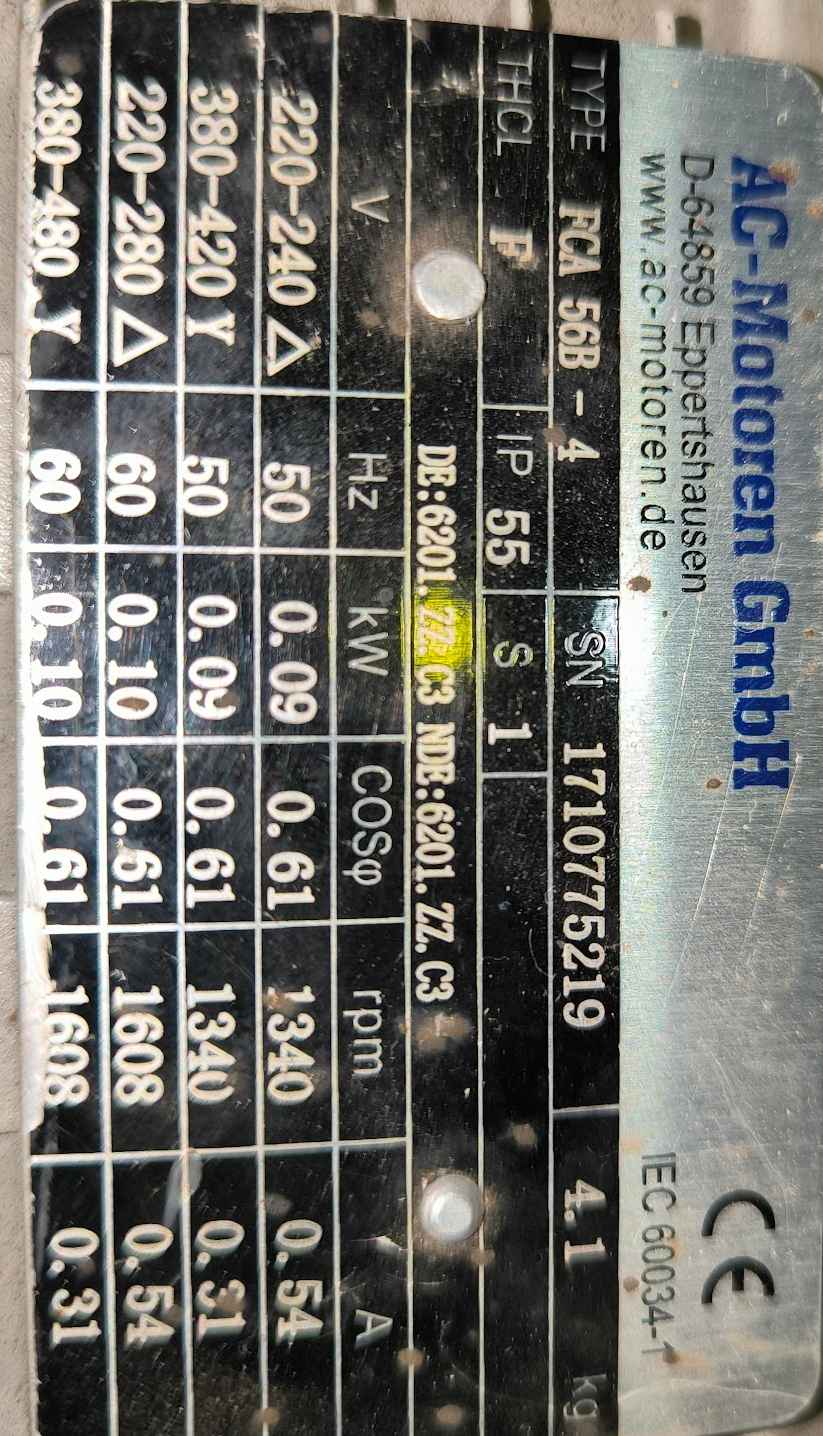 AC-Motoren GmbH CE
D-64859 Eppertshausen
www.ac-motoren.de IEC 60034-1
TYPE FCA 56B - 4 SN 1710775219 4.1 kg
THCL F IP 55 S 1
DE:6201.ZZ.C3 NDE:6201.ZZ.C3
V Hz kW COSφ rpm A
220-240 △ 50 0.09 0.61 1340 0.54
380-420 Y 50 0.09 0.61 1340 0.31
220-280 △ 60 0.10 0.61 1608 0.54
380-480 Y 60 0.10 0.61 1608 0.31